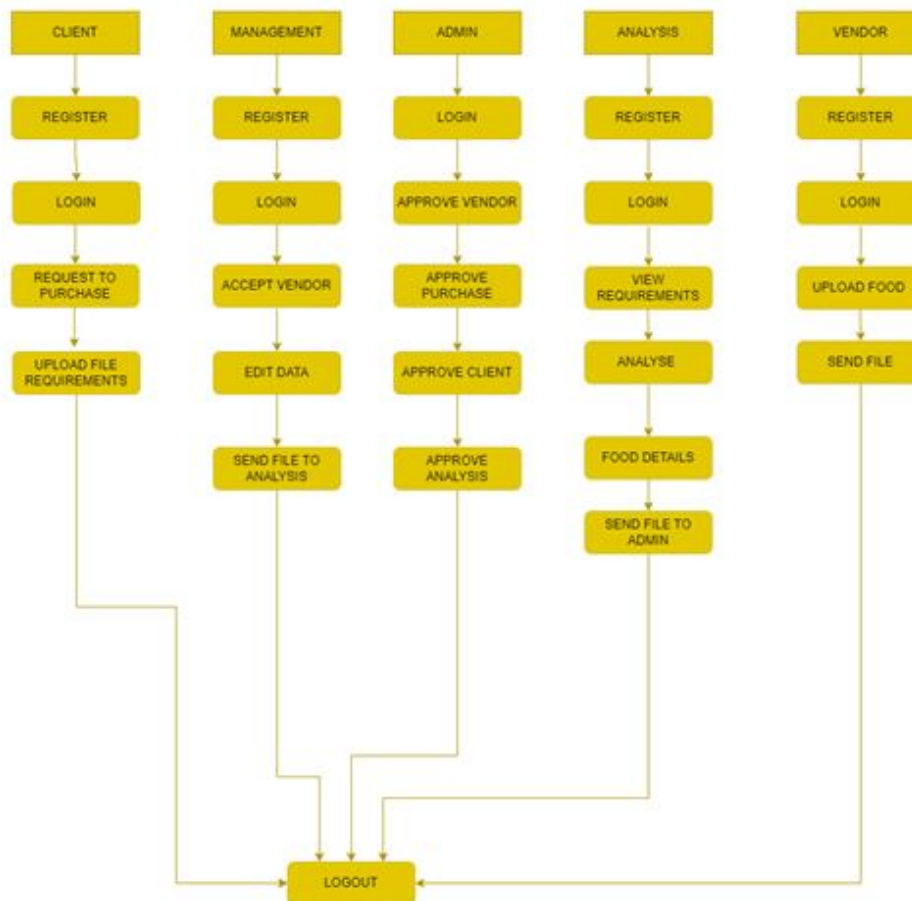 CLIENT
MANAGEMENT
ADMIN
ANALYSIS
VENDOR
REGISTER
REGISTER
LOGIN
REGISTER
REGISTER
LOGIN
LOGIN
APPROVE VENDOR
LOGIN
LOGIN
REQUEST TO
PURCHASE
ACCEPT VENDOR
APPROVE
PURCHASE
VIEW
REQUIREMENTS
UPLOAD FOOD
UPLOAD FILE
REQUIREMENTS
EDIT DATA
APPROVE CLIENT
ANALYSE
SEND FILE
SEND FILE TO
ANALYSIS
APPROVE
ANALYSIS
FOOD DETAILS
SEND FILE TO
ADMIN
LOGOUT